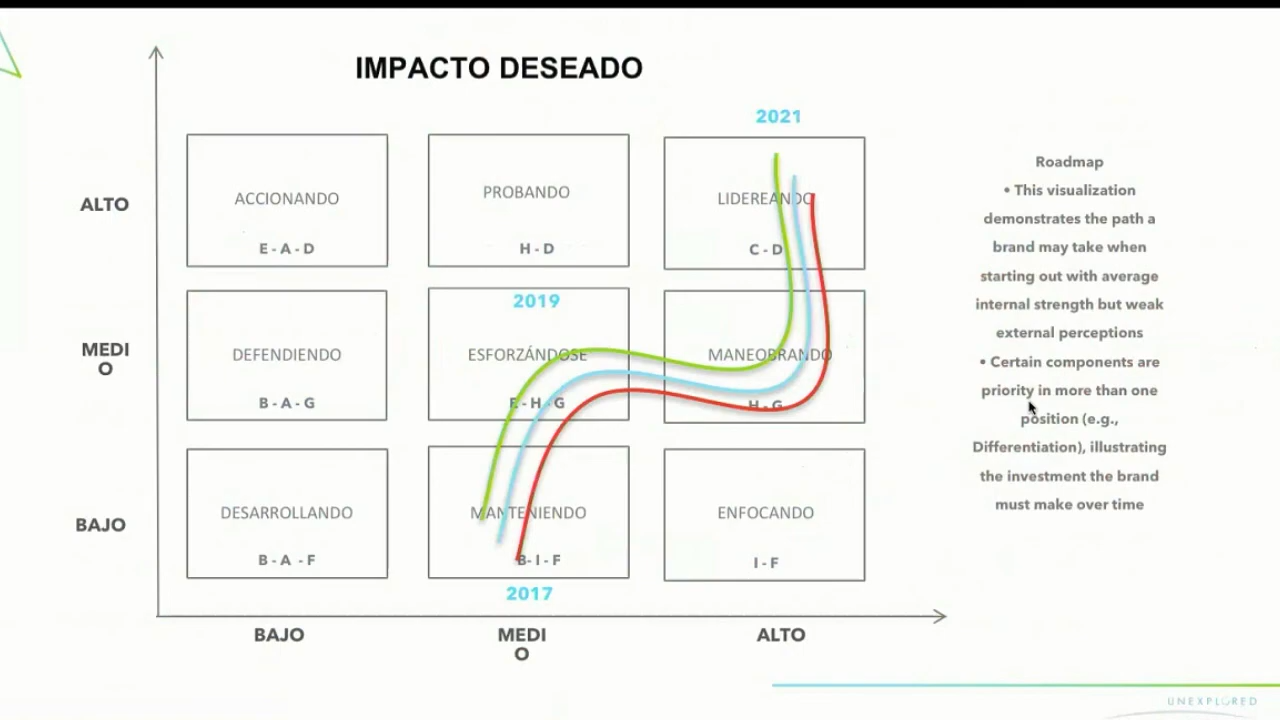 IMPACTO DESEADO
2021
ALTO
ACCIONANDO
E - A - D
PROBANDO
H - D
LIDEREANDO
C - D
2019
MEDI
O
DEFENDIENDO
B - A - G
ESFORZÁNDOSE
E - H - G
MANEOBRANDO
H - G
BAJO
DESARROLLANDO
B - A - F
MANTENIENDO
B - I - F
ENFOCANDO
I - F
2017
BAJO
MEDI
O
ALTO
Roadmap
• This visualization
demonstrates the path a
brand may take when
starting out with average
internal strength but weak
external perceptions
• Certain components are
priority in more than one
position (e.g.,
Differentiation), illustrating
the investment the brand
must make over time
UNEXPLORED